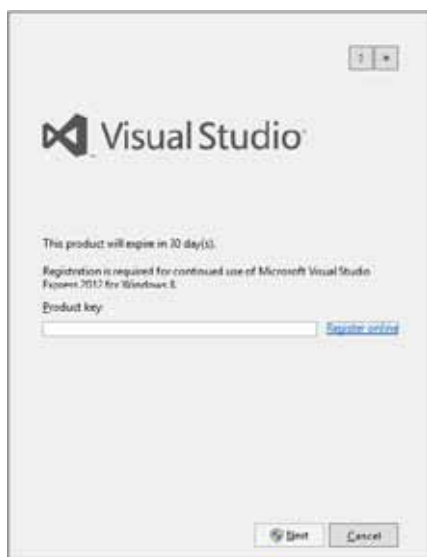 ? ×
Visual Studio
This product will expire in 30 day(s).
Registration is required for continued use of Microsoft Visual Studio
Express 2012 for Windows 8.
Product key:
Register online
Next Cancel